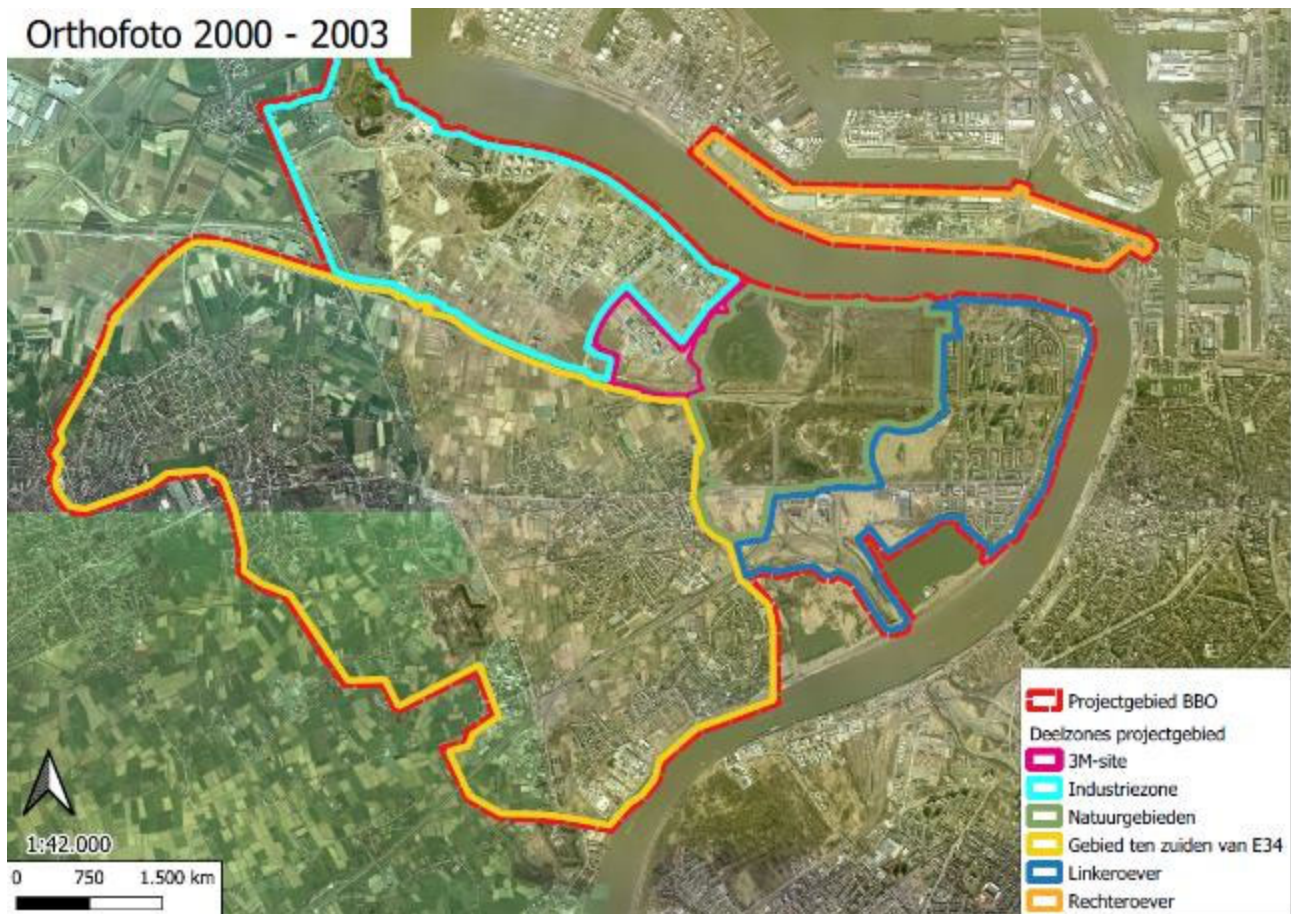 Orthofoto 2000 - 2003
Projectgebied BBO
Deelzones projectgebied
3M-site
Industriezone
Natuurgebieden
Gebied ten zuiden van E34
Linkeroever
Rechteroever
1:42.000
0 750 1.500 km